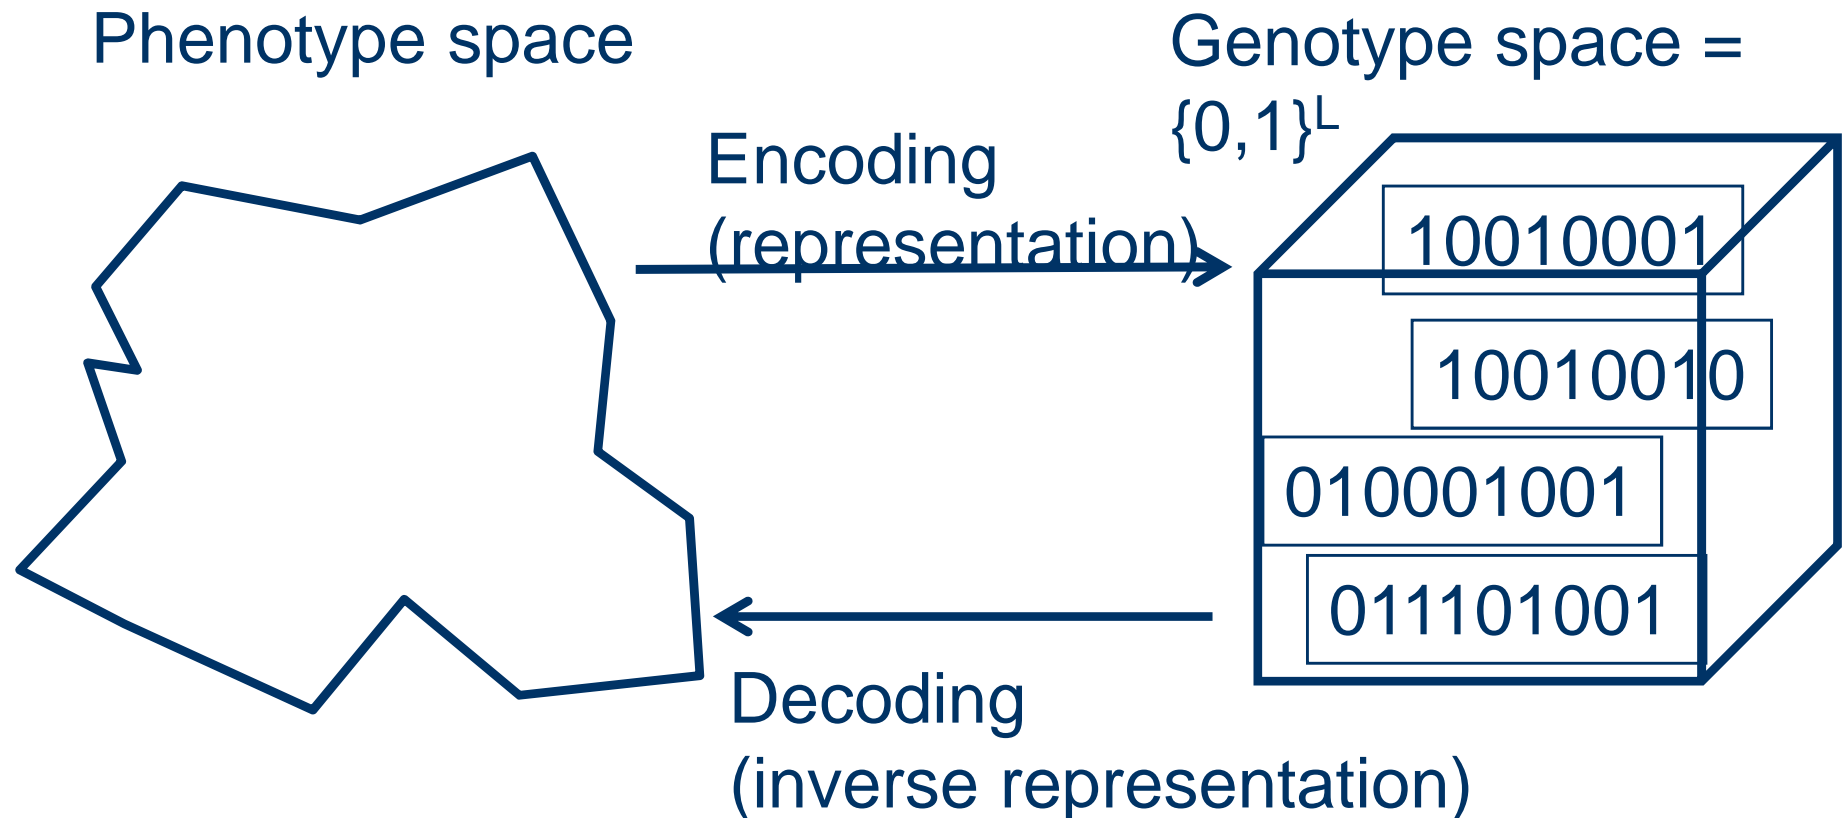 Phenotype space
Genotype space =
{0,1}ᴸ
Encoding
(representation)
10010001
10010010
010001001
011101001
Decoding
(inverse representation)